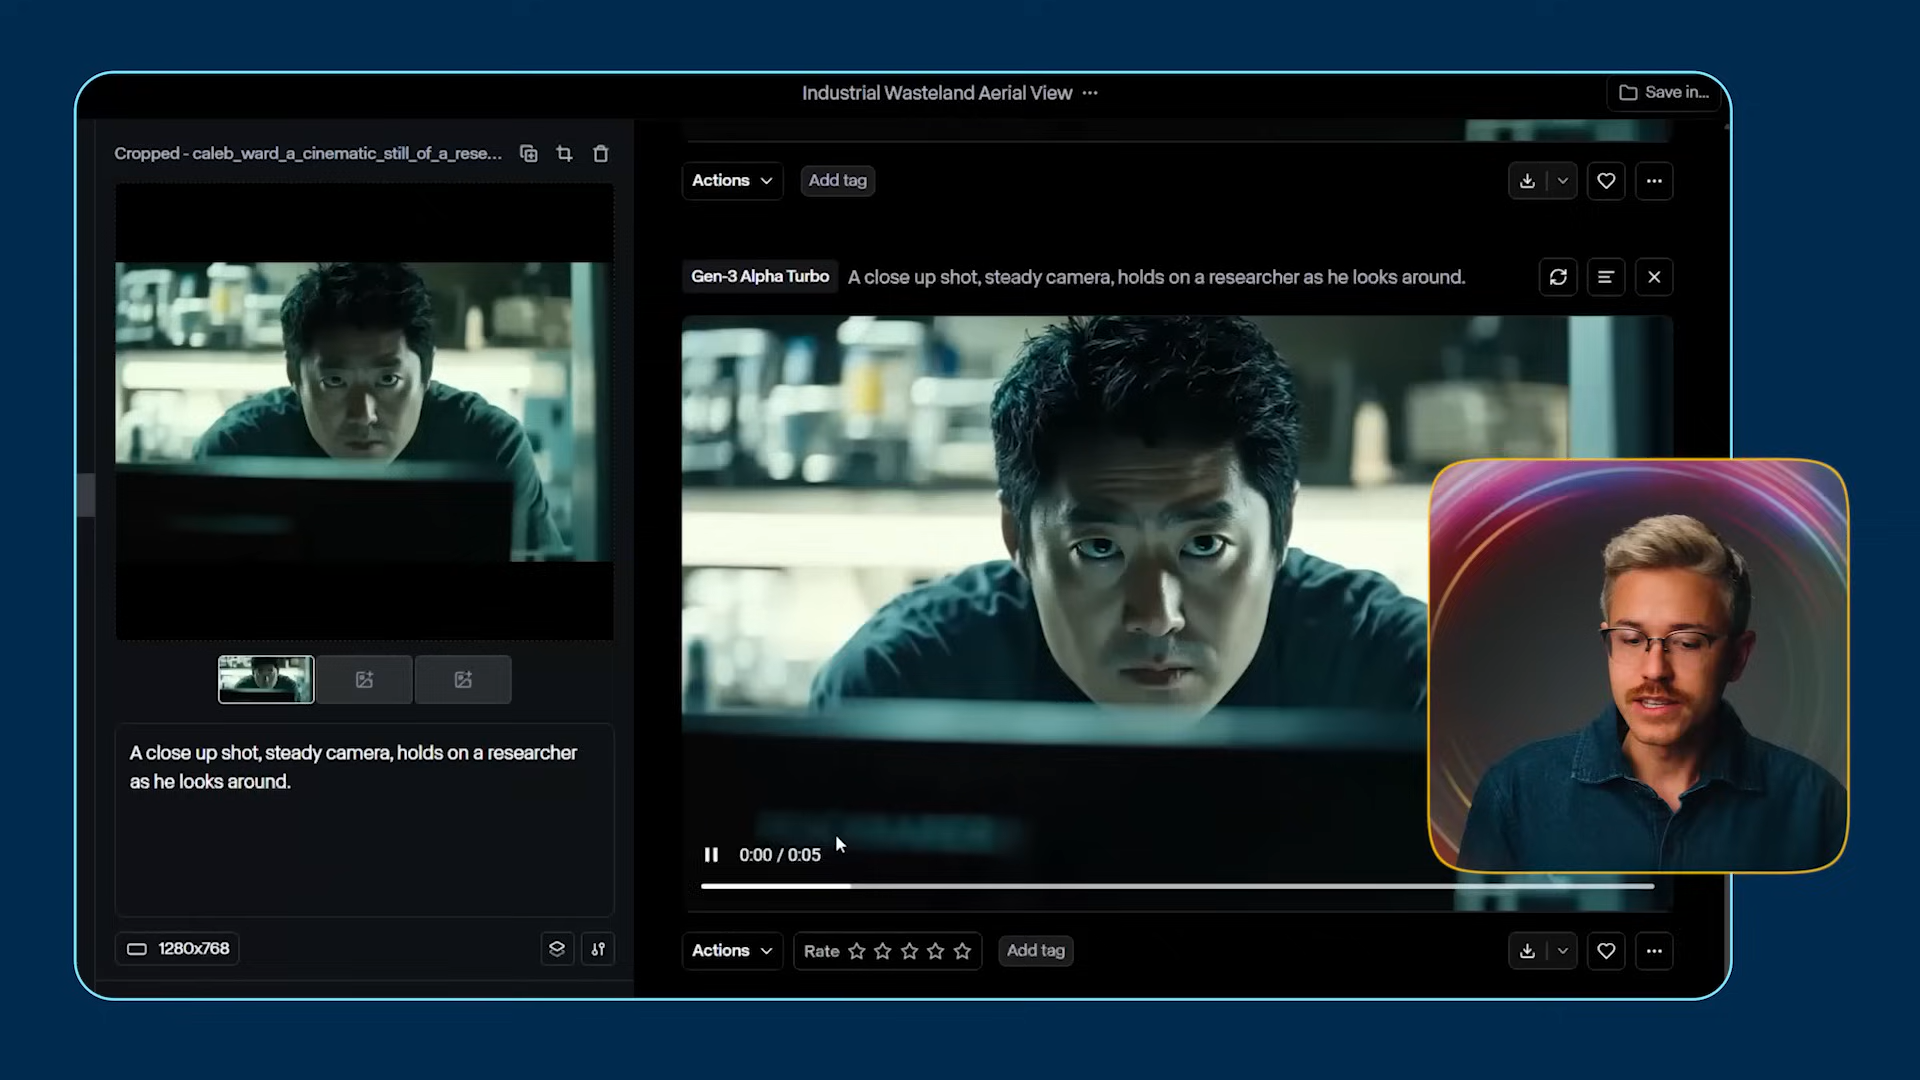 Industrial Wasteland Aerial View ...
Save in...
Cropped - caleb_ward_a_cinematic_still_of_a_rese...
Actions
Add tag
Gen-3 Alpha Turbo
A close up shot, steady camera, holds on a researcher as he looks around.
A close up shot, steady camera, holds on a researcher
as he looks around.
0:00 / 0:05
1280x768
Actions
Rate
Add tag